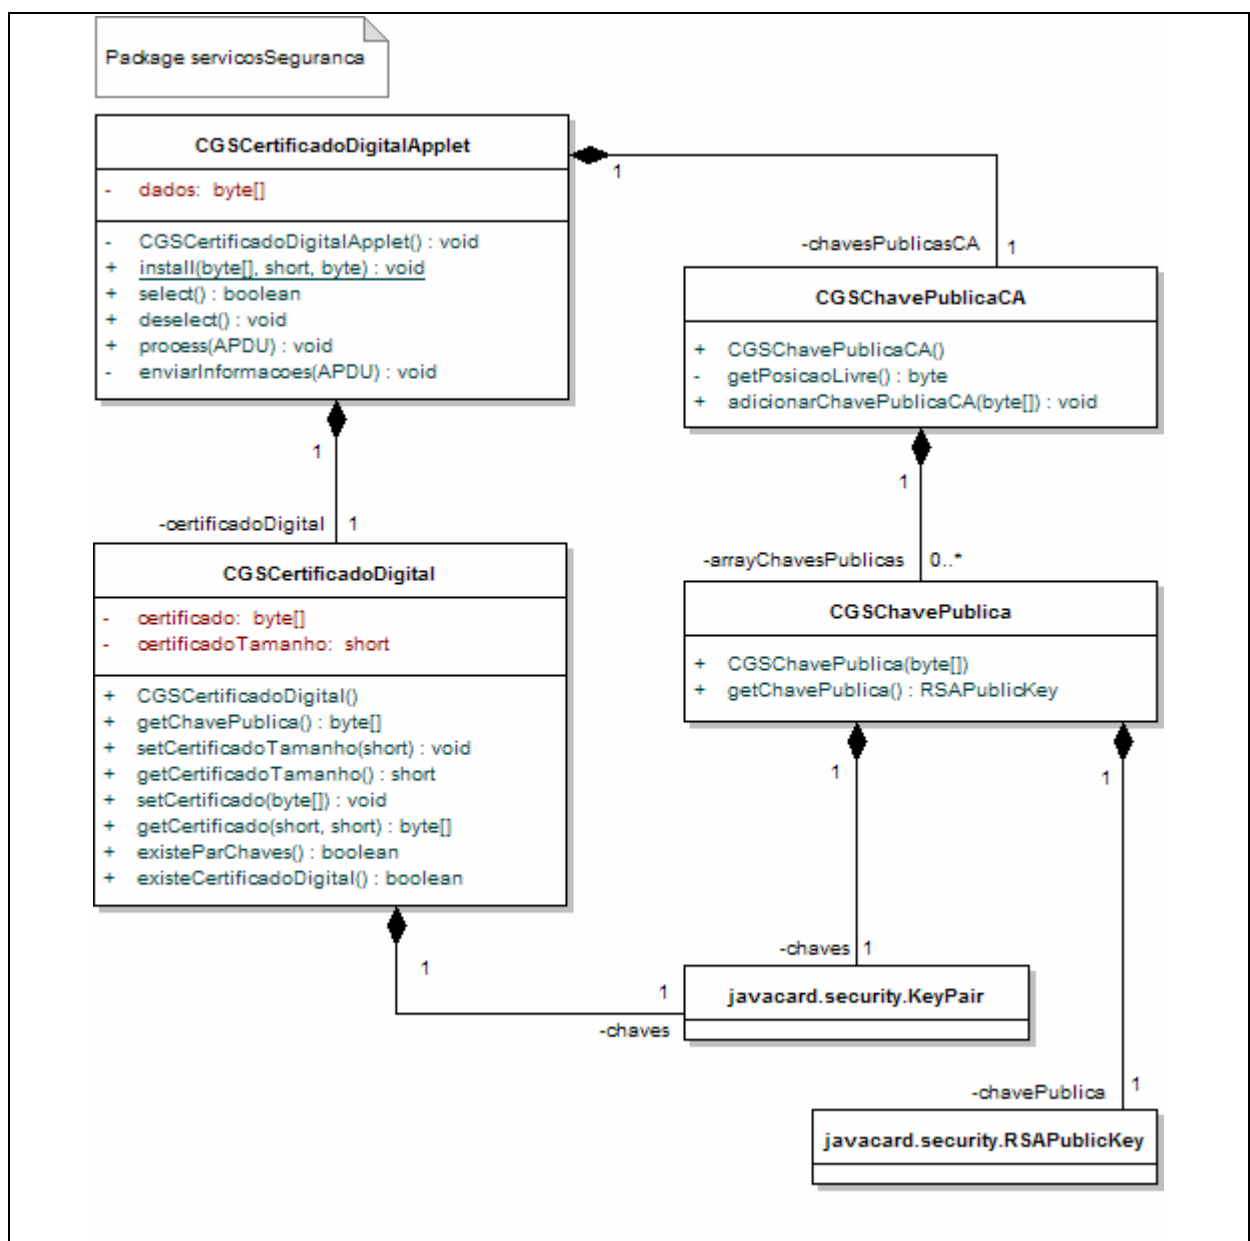 Package servicosSeguranca
CGSCertificadoDigitalApplet
- dados: byte[]
- CGSCertificadoDigitalApplet() : void
+ install(byte[], short, byte) : void
+ select() : boolean
+ deselect() : void
+ process(APDU) : void
- enviarInformacoes(APDU) : void
1
-chavesPublicasCA 1
CGSChavePublicaCA
+ CGSChavePublicaCA()
- getPosicaoLivre() : byte
+ adicionarChavePublicaCA(byte[]) : void
1
-certificadoDigital 1
CGSCertificadoDigital
- certificado: byte[]
- certificadoTamanho: short
+ CGSCertificadoDigital()
+ getChavePublica() : byte[]
+ setCertificadoTamanho(short) : void
+ getCertificadoTamanho() : short
+ setCertificado(byte[]) : void
+ getCertificado(short, short) : byte[]
+ existeParChaves() : boolean
+ existeCertificadoDigital() : boolean
1
-arrayChavesPublicas 0..*
CGSChavePublica
+ CGSChavePublica(byte[])
+ getChavePublica() : RSAPublicKey
1
1
-chaves 1
1
1
-chaves
javacard.security.KeyPair
-chavePublica 1
javacard.security.RSAPublicKey